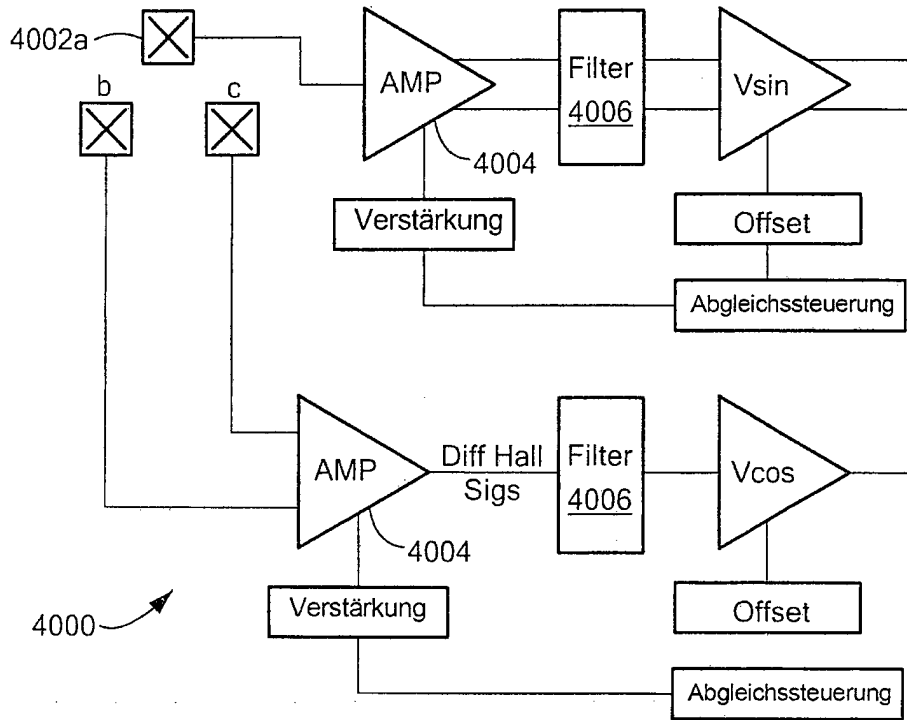 4002a
b
c
AMP
4004
Filter
4006
Vsin
Verstärkung
Offset
Abgleichssteuerung
AMP
4004
Diff Hall
Sigs
Filter
4006
Vcos
Verstärkung
Offset
Abgleichssteuerung
4000